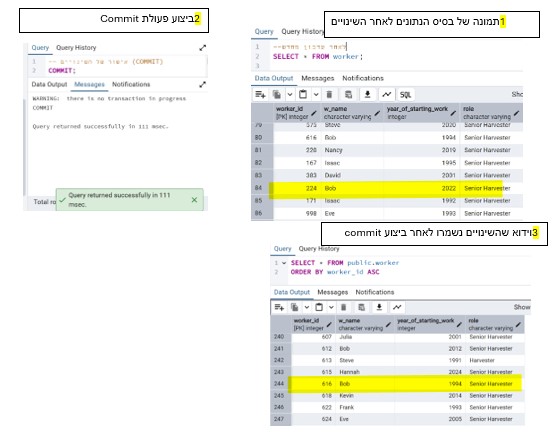 2ביצוע פעולת Commit
1תמונה של בסיס הנתונים לאחר השינויים
Query Query History
1 -- (COMMIT)
2 COMMIT;
Data Output Messages Notifications
WARNING: there is no transaction in progress
COMMIT
Query returned successfully in 111 msec.
Total ro
Query returned successfully in 111 msec.
Query Query History
1
2 SELECT * FROM worker;
3
Data Output Messages Notifications
SQL
worker_id w_name year_of_starting_work role
[PK] integer character varying integer character varying
79 575 Steve 2020 Senior Harvester
80 616 Bob 1994 Senior Harvester
81 228 Nancy 2019 Senior Harvester
82 167 Isaac 1995 Senior Harvester
83 383 David 2001 Senior Harvester
84 224 Bob 2022 Senior Harvester
85 171 Isaac 1992 Senior Harvester
86 998 Eve 1993 Senior Harvester
3וידוא שהשינויים נשמרו לאחר ביצוע commit
Query Query History
1 SELECT * FROM public.worker
2 ORDER BY worker_id ASC
Data Output Messages Notifications
Show
worker_id w_name year_of_starting_work role
[PK] integer character varying integer character varying
240 607 Julia 2001 Senior Harvester
241 612 Bob 2012 Senior Harvester
242 613 Steve 1991 Harvester
243 615 Hannah 2024 Senior Harvester
244 616 Bob 1994 Senior Harvester
245 618 Kevin 2014 Senior Harvester
246 622 Frank 1993 Senior Harvester
247 624 Eve 2005 Senior Harvester